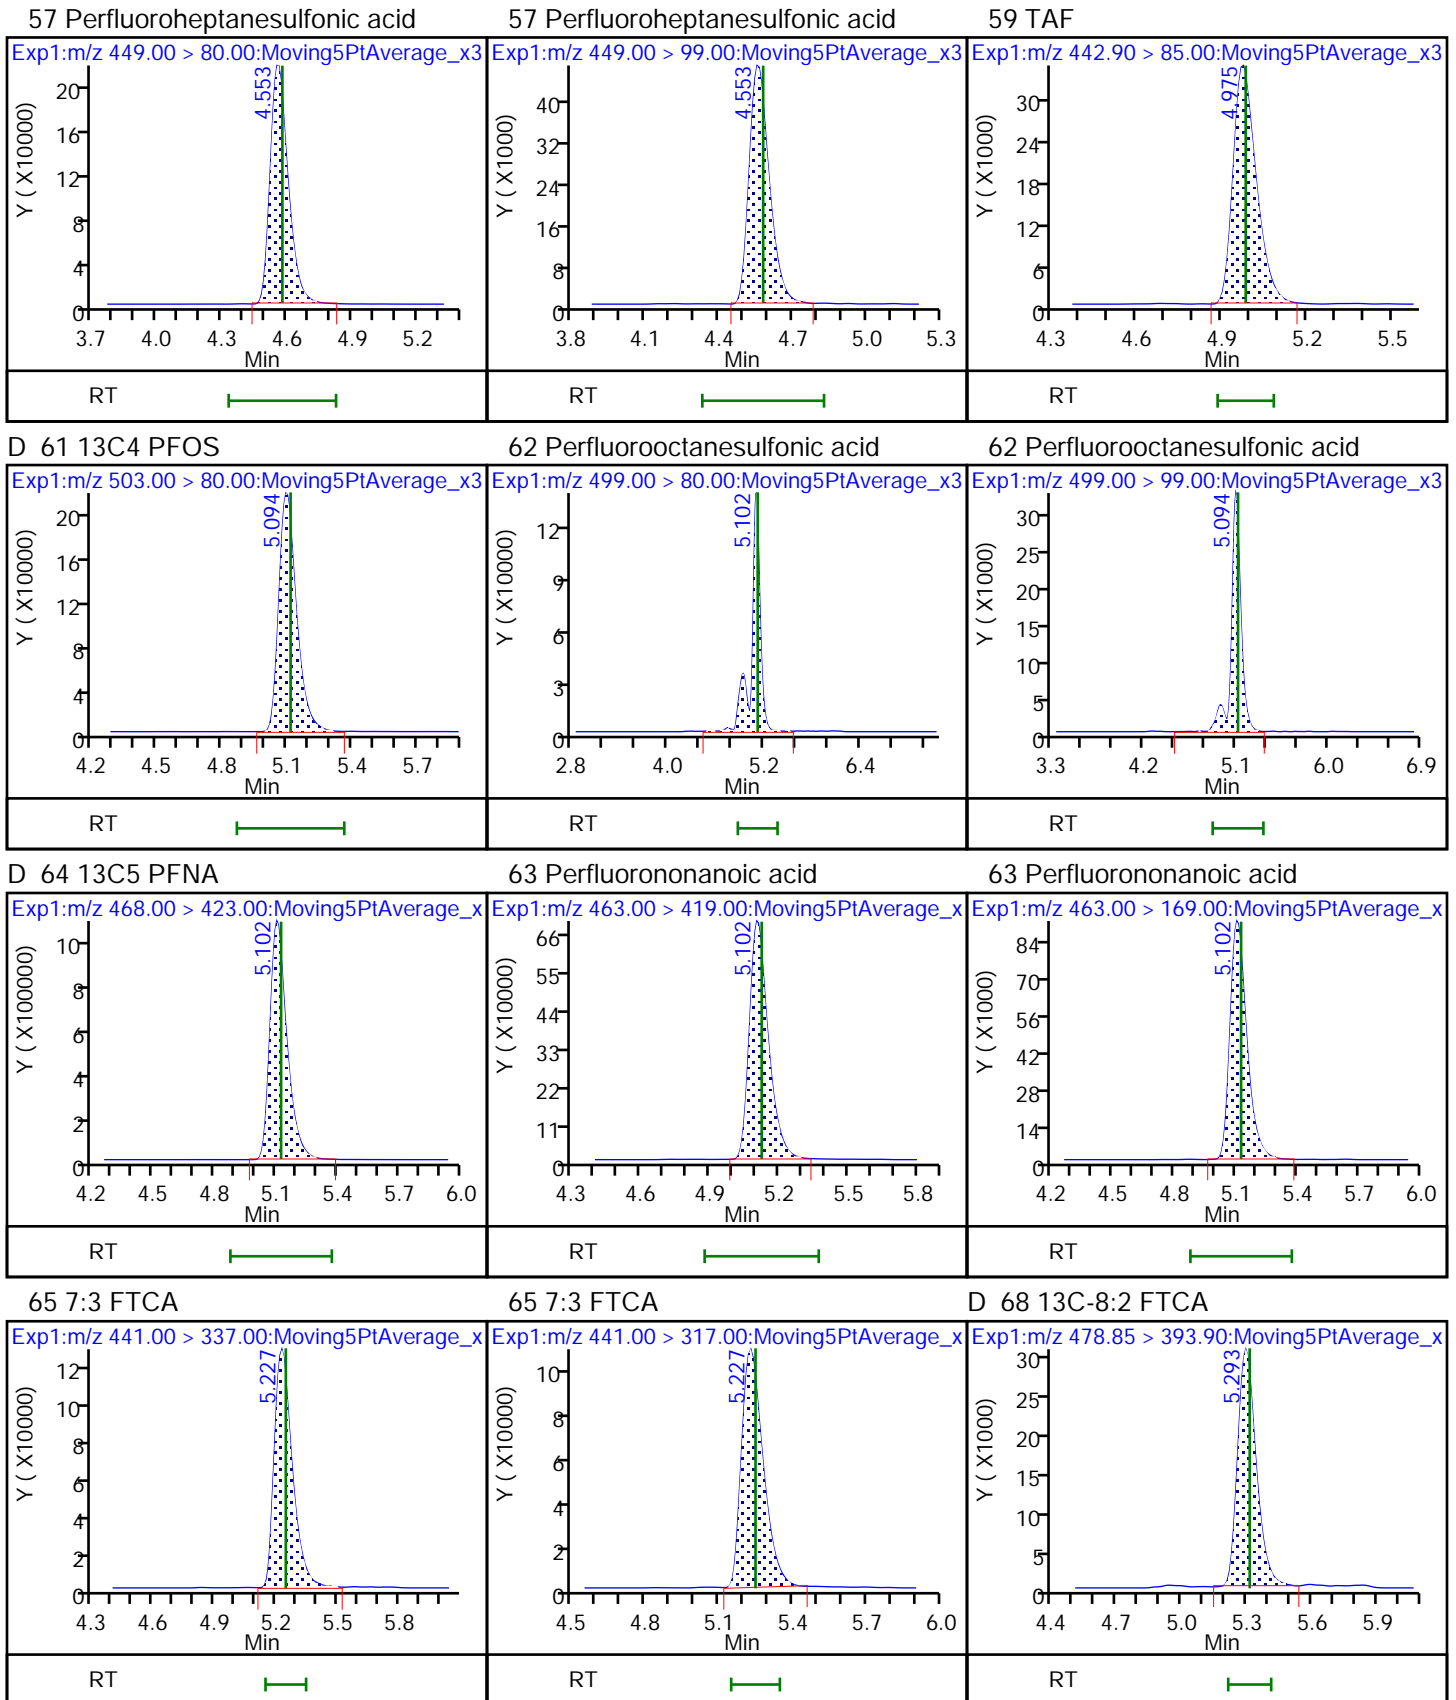 57 Perfluoroheptanesulfonic acid
Exp1:m/z 449.00 > 80.00:Moving5PtAverage_x3
Y ( X10000)
20
16
12
8
4
0
4.553
3.7 4.0 4.3 4.6 4.9 5.2
Min
RT
57 Perfluoroheptanesulfonic acid
Exp1:m/z 449.00 > 99.00:Moving5PtAverage_x3
Y ( X1000)
40
32
24
16
8
0
4.553
3.8 4.1 4.4 4.7 5.0 5.3
Min
RT
59 TAF
Exp1:m/z 442.90 > 85.00:Moving5PtAverage_x3
Y ( X1000)
30
24
18
12
6
0
4.975
4.3 4.6 4.9 5.2 5.5
Min
RT
D 61 13C4 PFOS
Exp1:m/z 503.00 > 80.00:Moving5PtAverage_x3
Y ( X10000)
20
16
12
8
4
0
5.094
4.2 4.5 4.8 5.1 5.4 5.7
Min
RT
62 Perfluorooctanesulfonic acid
Exp1:m/z 499.00 > 80.00:Moving5PtAverage_x3
Y ( X10000)
12
9
6
3
0
5.102
2.8 4.0 5.2 6.4
Min
RT
62 Perfluorooctanesulfonic acid
Exp1:m/z 499.00 > 99.00:Moving5PtAverage_x3
Y ( X1000)
30
25
20
15
10
5
0
5.094
3.3 4.2 5.1 6.0 6.9
Min
RT
D 64 13C5 PFNA
Exp1:m/z 468.00 > 423.00:Moving5PtAverage_x
Y ( X100000)
10
8
6
4
2
0
5.102
4.2 4.5 4.8 5.1 5.4 5.7 6.0
Min
RT
63 Perfluorononanoic acid
Exp1:m/z 463.00 > 419.00:Moving5PtAverage_x
Y ( X10000)
66
55
44
33
22
11
0
5.102
4.3 4.6 4.9 5.2 5.5 5.8
Min
RT
63 Perfluorononanoic acid
Exp1:m/z 463.00 > 169.00:Moving5PtAverage_x
Y ( X1000)
84
70
56
42
28
14
0
5.102
4.2 4.5 4.8 5.1 5.4 5.7 6.0
Min
RT
65 7:3 FTCA
Exp1:m/z 441.00 > 337.00:Moving5PtAverage_x
Y ( X10000)
12
10
8
6
4
2
0
5.227
4.3 4.6 4.9 5.2 5.5 5.8
Min
RT
65 7:3 FTCA
Exp1:m/z 441.00 > 317.00:Moving5PtAverage_x
Y ( X10000)
10
8
6
4
2
0
5.227
4.5 4.8 5.1 5.4 5.7 6.0
Min
RT
D 68 13C-8:2 FTCA
Exp1:m/z 478.85 > 393.90:Moving5PtAverage_x
Y ( X1000)
30
25
20
15
10
5
0
5.293
4.4 4.7 5.0 5.3 5.6 5.9
Min
RT